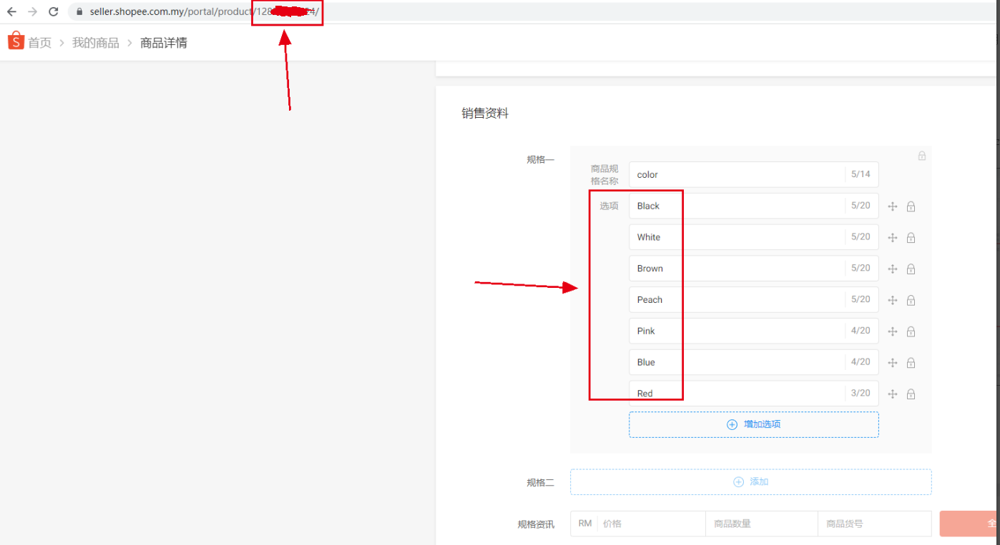 seller.shopee.com.my/portal/product/128 24/
首页 > 我的商品 > 商品详情
销售资料
规格一
商品规格名称 color 5/14
选项 Black 5/20
White 5/20
Brown 5/20
Peach 5/20
Pink 4/20
Blue 4/20
Red 3/20
增加选项
规格二 添加
规格资讯 RM 价格 商品数量 商品货号 全